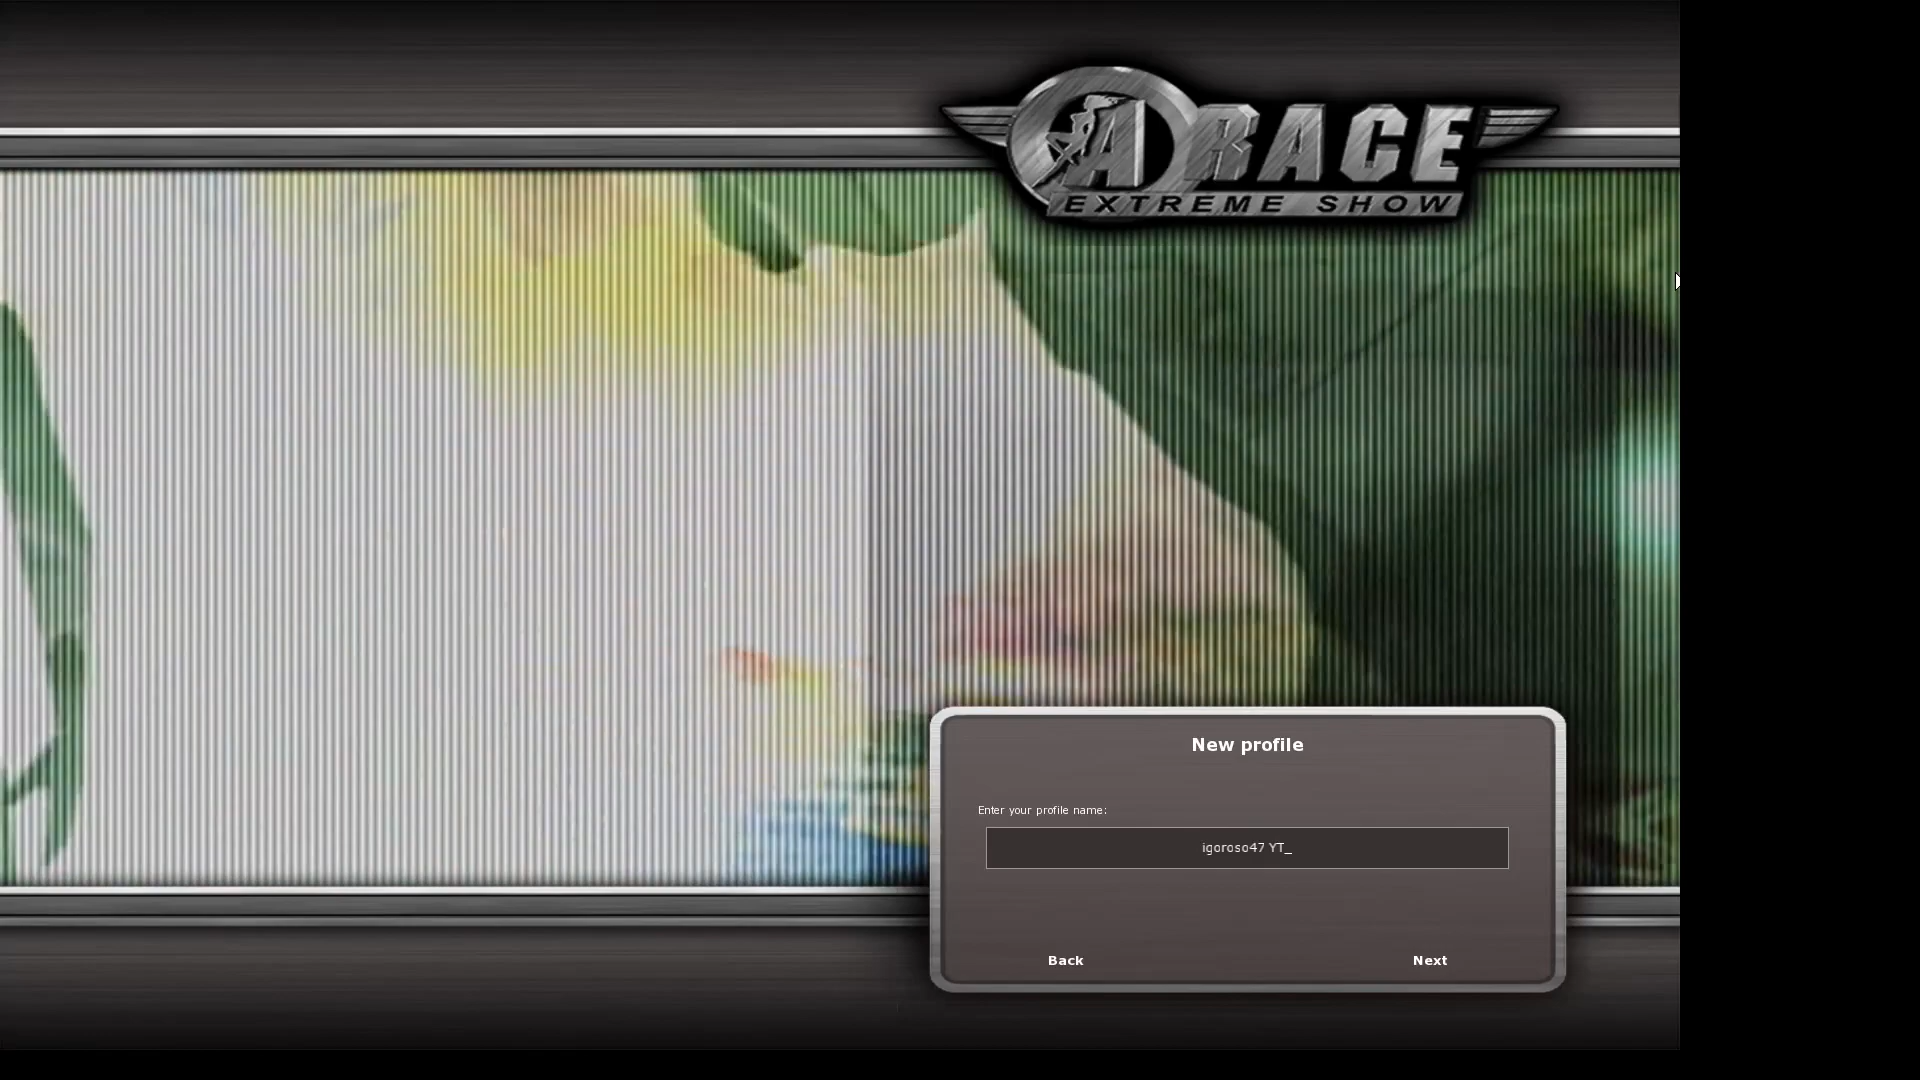 A RACE
EXTREME SHOW
New profile
Enter your profile name:
igoroso47 YT_
Back
Next